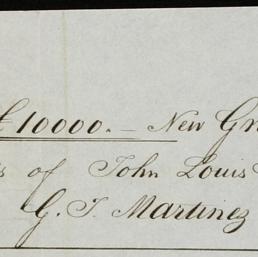 £10000.— New Gr
s of John Louis
G. T. Martinez